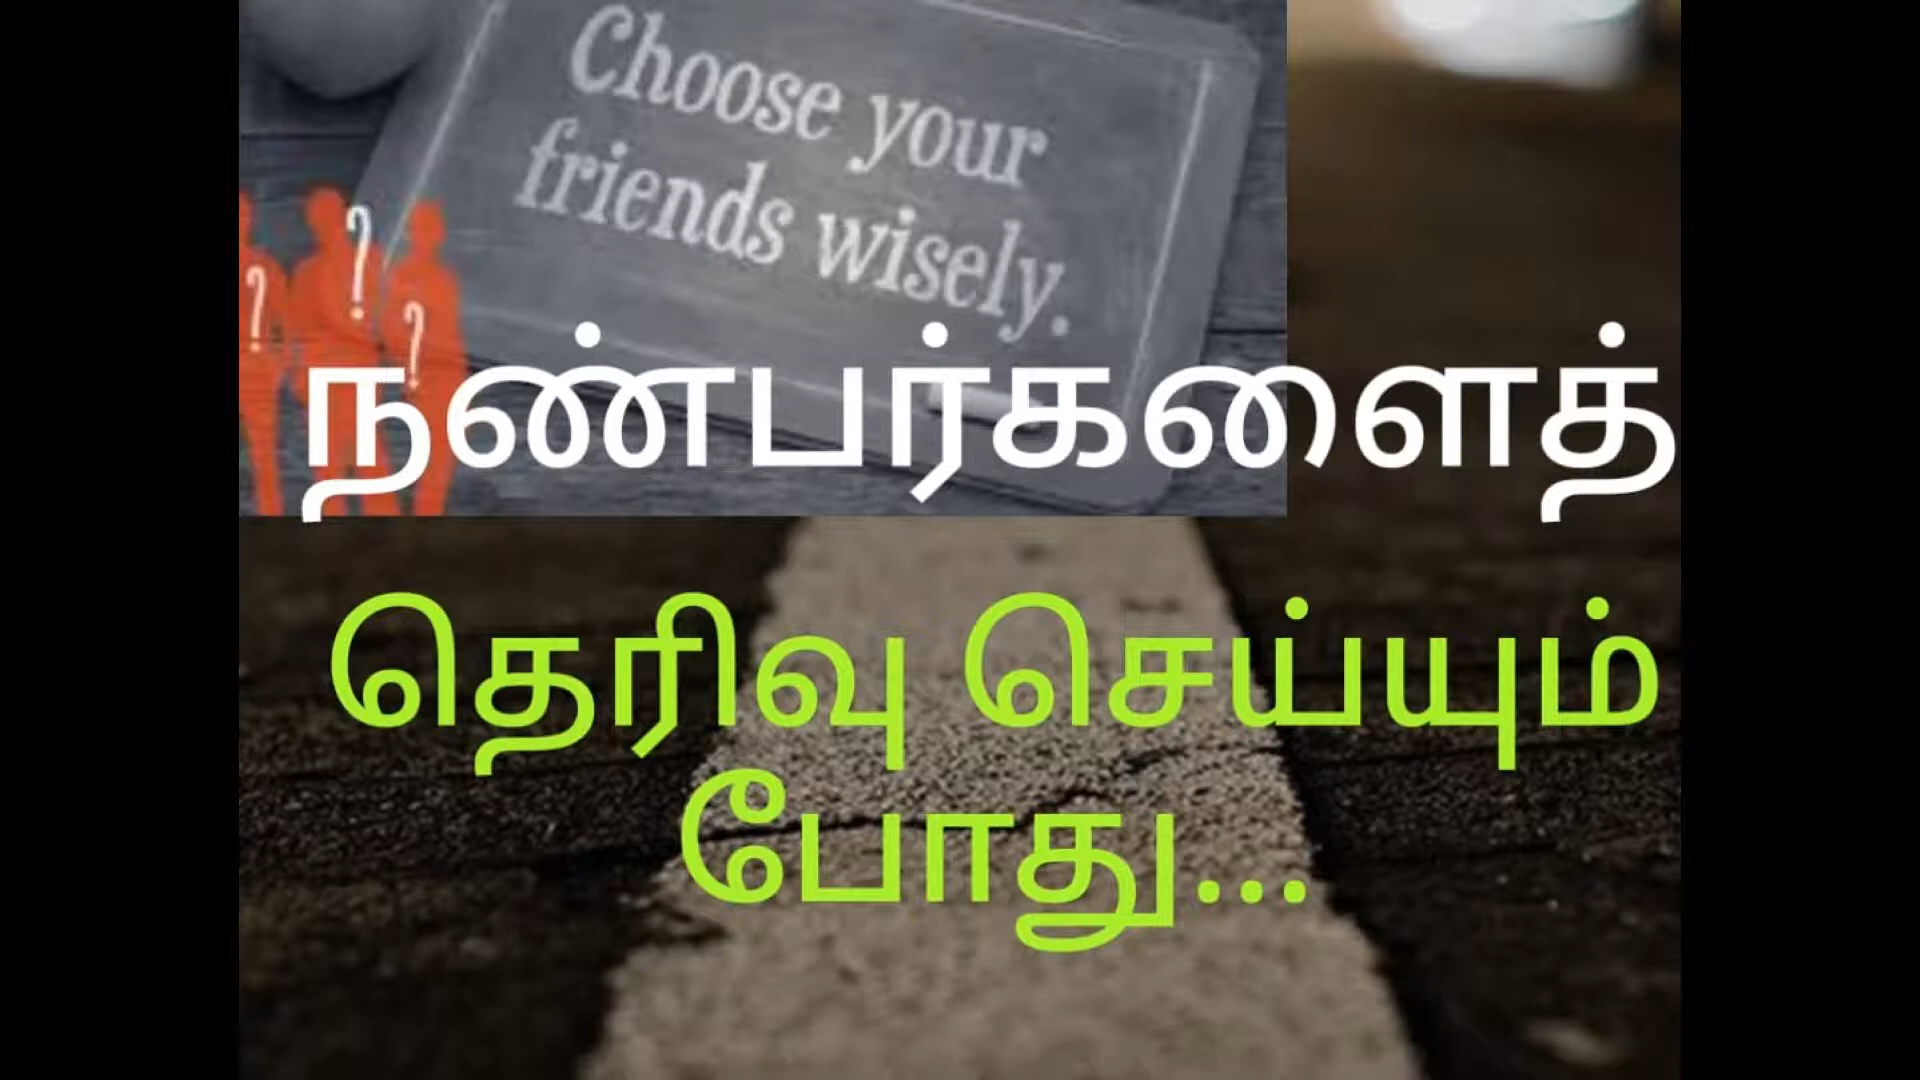 Choose your
friends wisely.
? ? ?
நண்பர்களைத்
தெரிவு செய்யும்
போது...